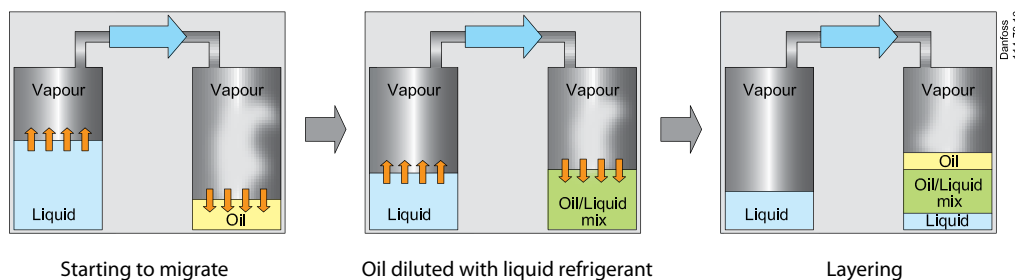 Vapour
Vapour
Liquid
Oil
Starting to migrate
Vapour
Vapour
Liquid
Oil/Liquid
mix
Oil diluted with liquid refrigerant
Vapour
Vapour
Liquid
Oil
Oil/Liquid
mix
Liquid
Layering
Danfoss